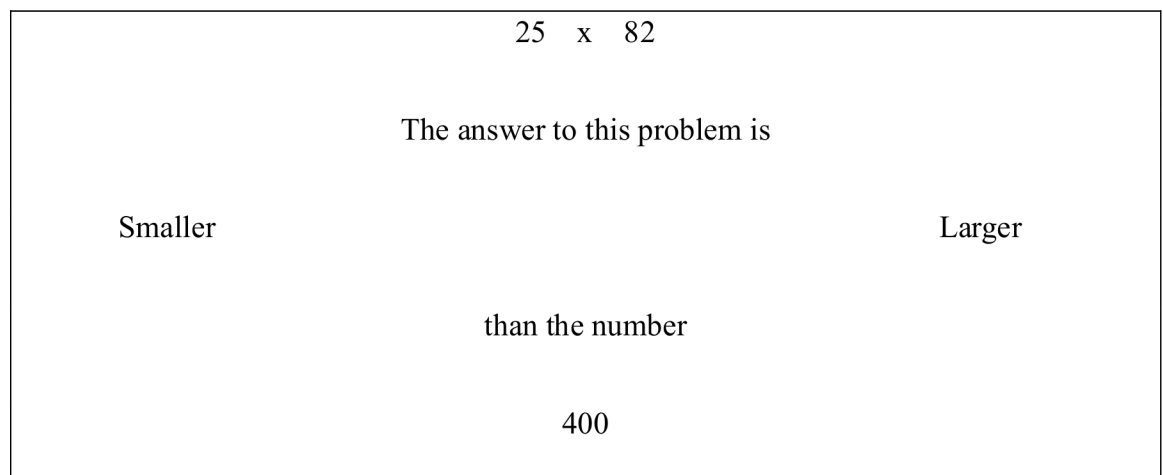 25 x 82
The answer to this problem is
Smaller Larger
than the number
400